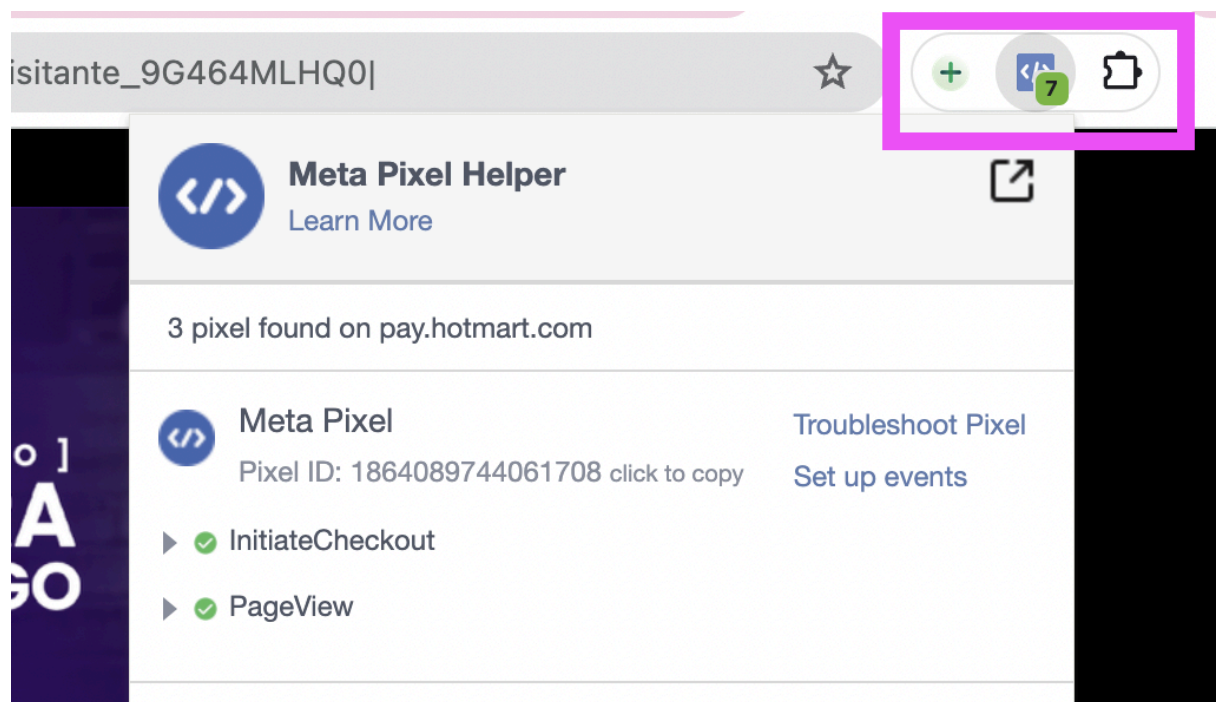 isitante_9G464MLHQ0|
7
Meta Pixel Helper
Learn More
3 pixel found on pay.hotmart.com
Meta Pixel
Troubleshoot Pixel
Pixel ID: 1864089744061708 click to copy
Set up events
InitiateCheckout
PageView
o ]
A
GO